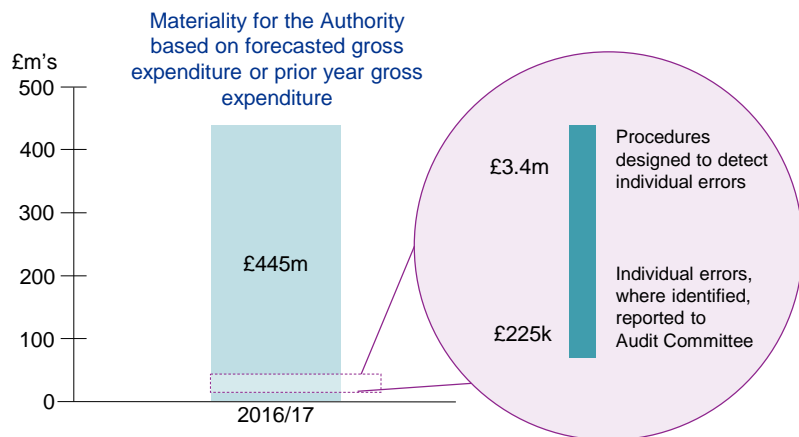 Materiality for the Authority
based on forecasted gross
expenditure or prior year gross
expenditure
£m's
500
400
300
200
100
0
£445m
2016/17
£3.4m
Procedures
designed to detect
individual errors
£225k
Individual errors,
where identified,
reported to
Audit Committee